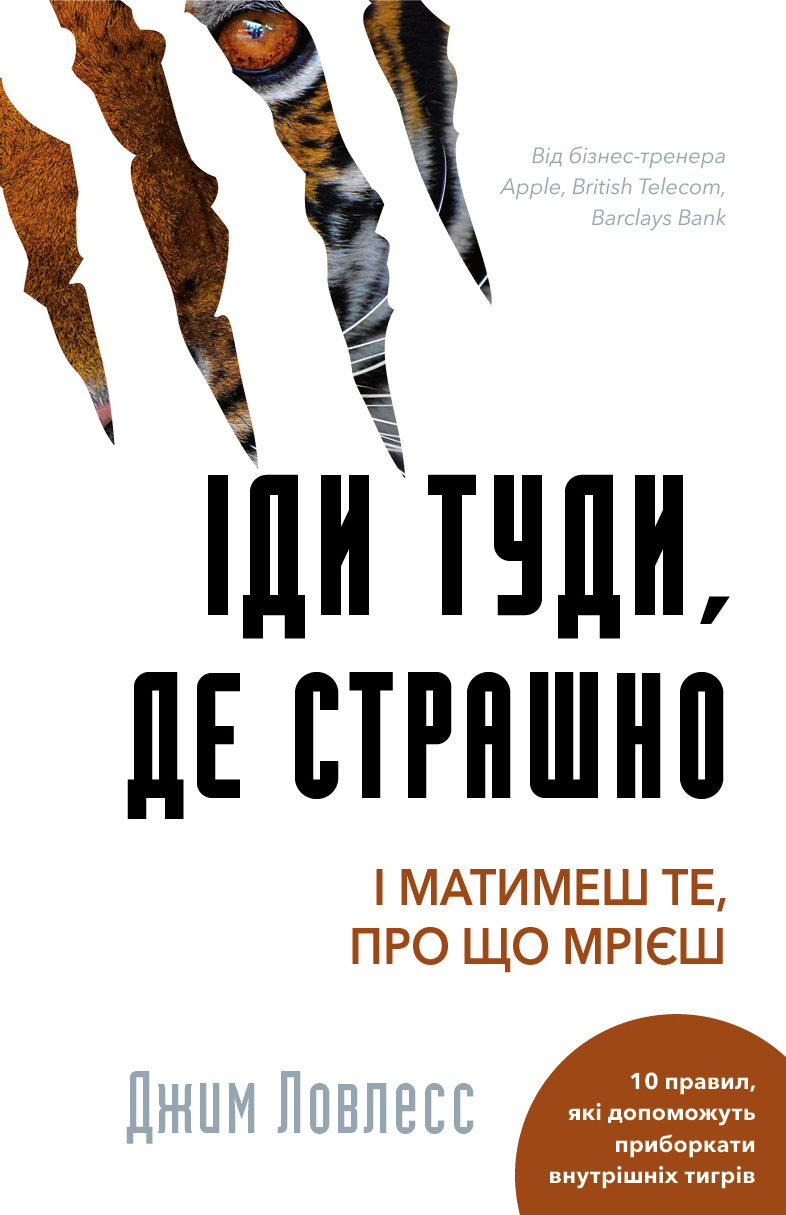 Від бізнес-тренера
Apple, British Telecom,
Barclays Bank
ІДИ ТУДИ,
ДЕ СТРАШНО
І МАТИМЕШ ТЕ,
ПРО ЩО МРІЄШ
Джим Ловлесс
10 правил,
які допоможуть
приборкати
внутрішніх тигрів